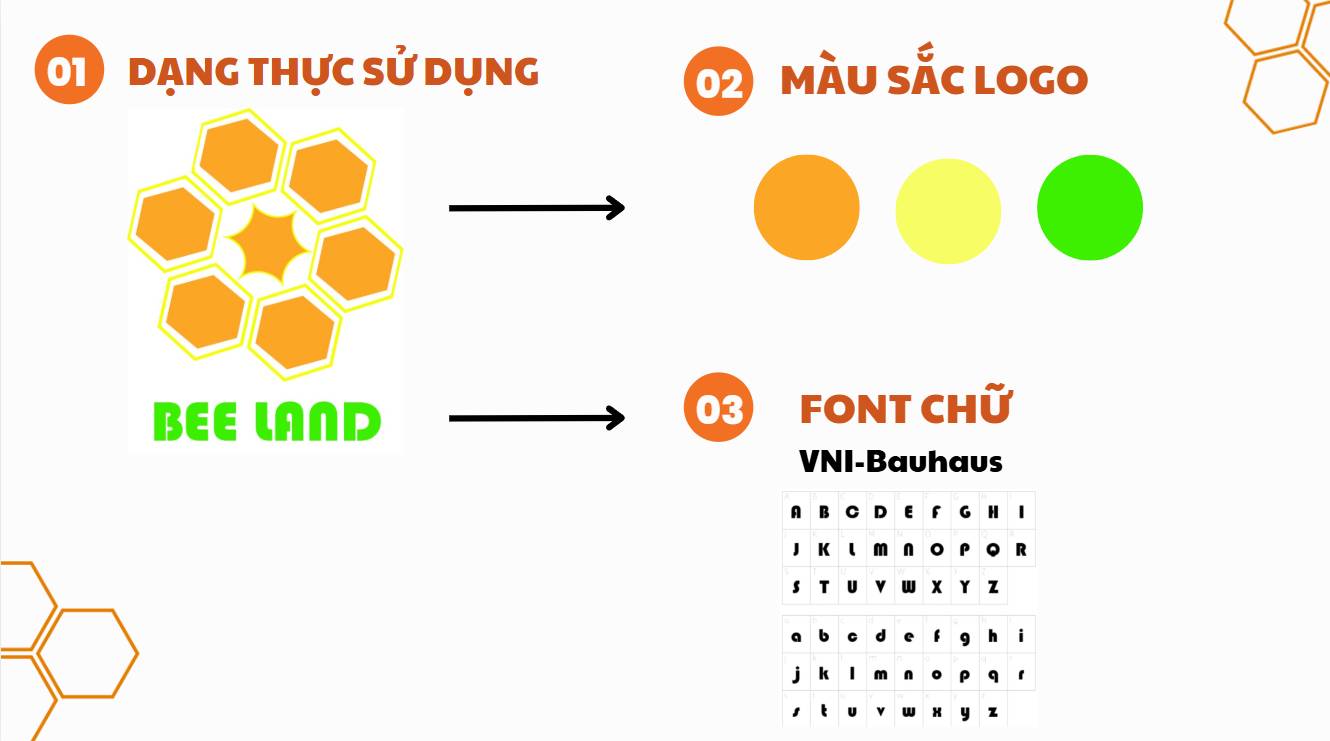 01
DẠNG THỰC SỬ DỤNG
BEE LAND
02
MÀU SẮC LOGO
03
FONT CHỮ
VNI-Bauhaus
A B C D E F G H I
J K L M N O P Q R
S T U V W X Y Z
a b c d e f g h i
j k l m n o p q r
s t u v w x y z